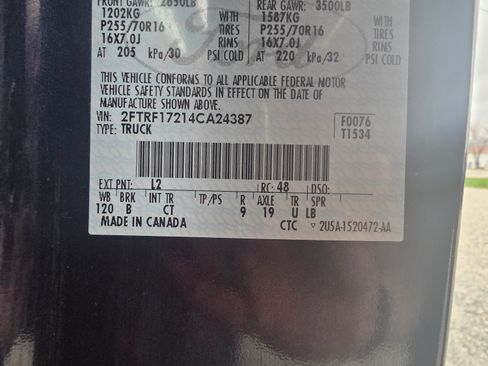 FRONT GAWR: 2650LB REAR GAWR: 3500LB
1202KG WITH 1587KG WITH
P255/70R16 TIRES P255/70R16 TIRES
16X7.0J RIMS 16X7.0J RIMS
AT 205 kPa/30 PSI COLD AT 220 kPa/32 PSI COLD
THIS VEHICLE CONFORMS TO ALL APPLICABLE FEDERAL MOTOR
VEHICLE SAFETY STANDARDS IN EFFECT ON THE DATE OF
MANUFACTURE SHOWN ABOVE.
VIN: 2FTRF17214CA24387 F0076
TYPE: TRUCK T1534
EXT PNT: L2 RC: 48 DSO:
WB BRK INT TR TP/PS R AXLE TR SPR
120 B CT 9 19 U LB
MADE IN CANADA CTC 2U5A-1520472-AA